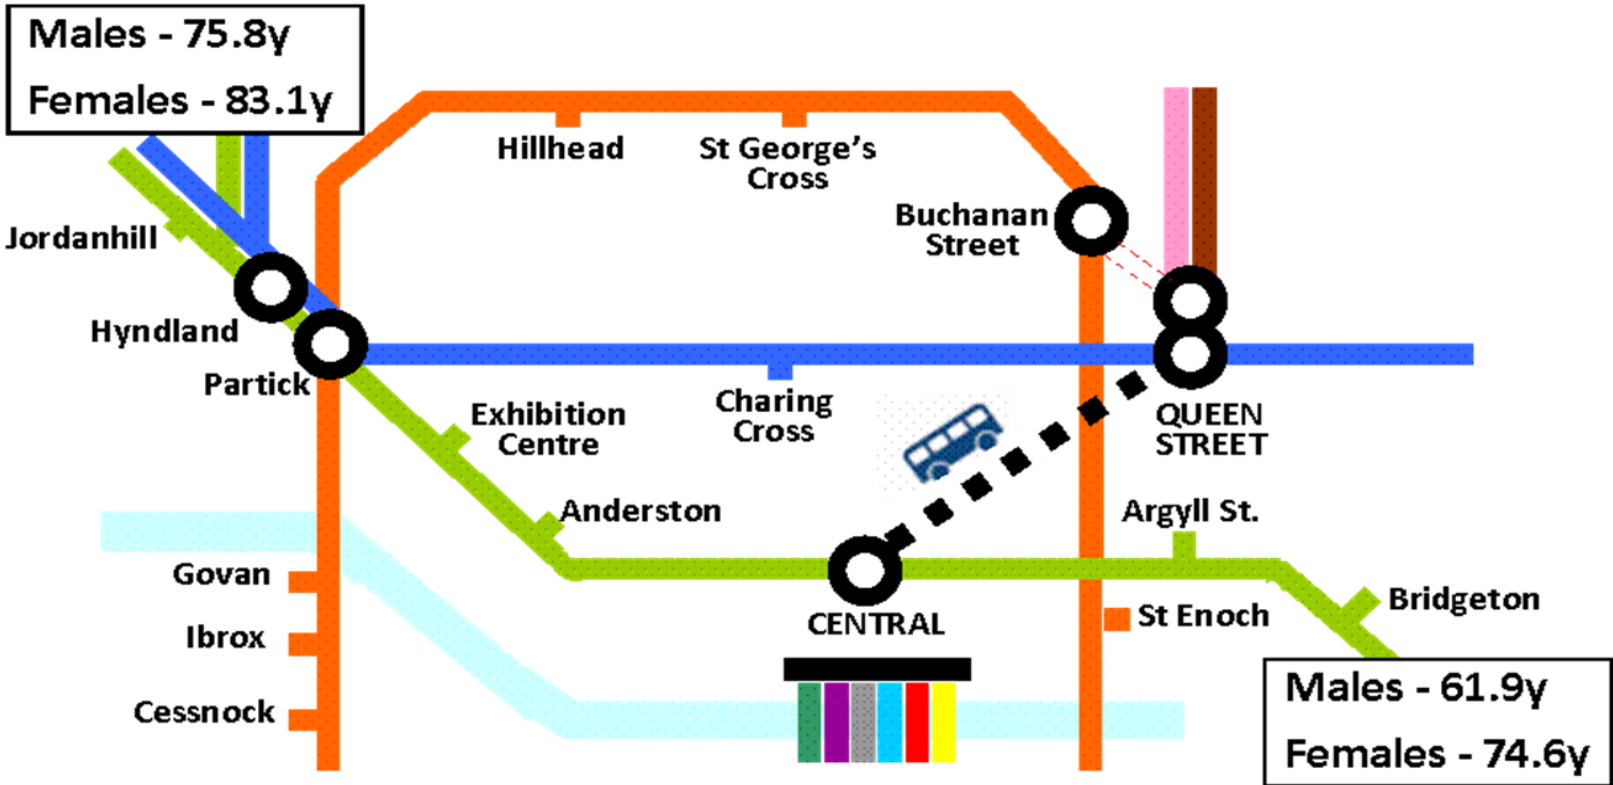 Males - 75.8y
Females - 83.1y
Hillhead
St George's
Cross
Buchanan
Street
Jordanhill
Hyndland
Partick
Exhibition
Centre
Charing
Cross
QUEEN
STREET
Anderston
Argyll St.
Govan
Ibrox
Cessnock
CENTRAL
St Enoch
Bridgeton
Males - 61.9y
Females - 74.6y